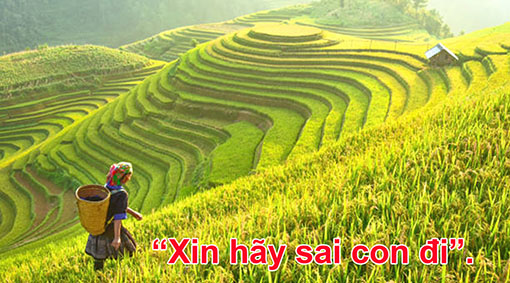 “Xin hãy sai con đi”.